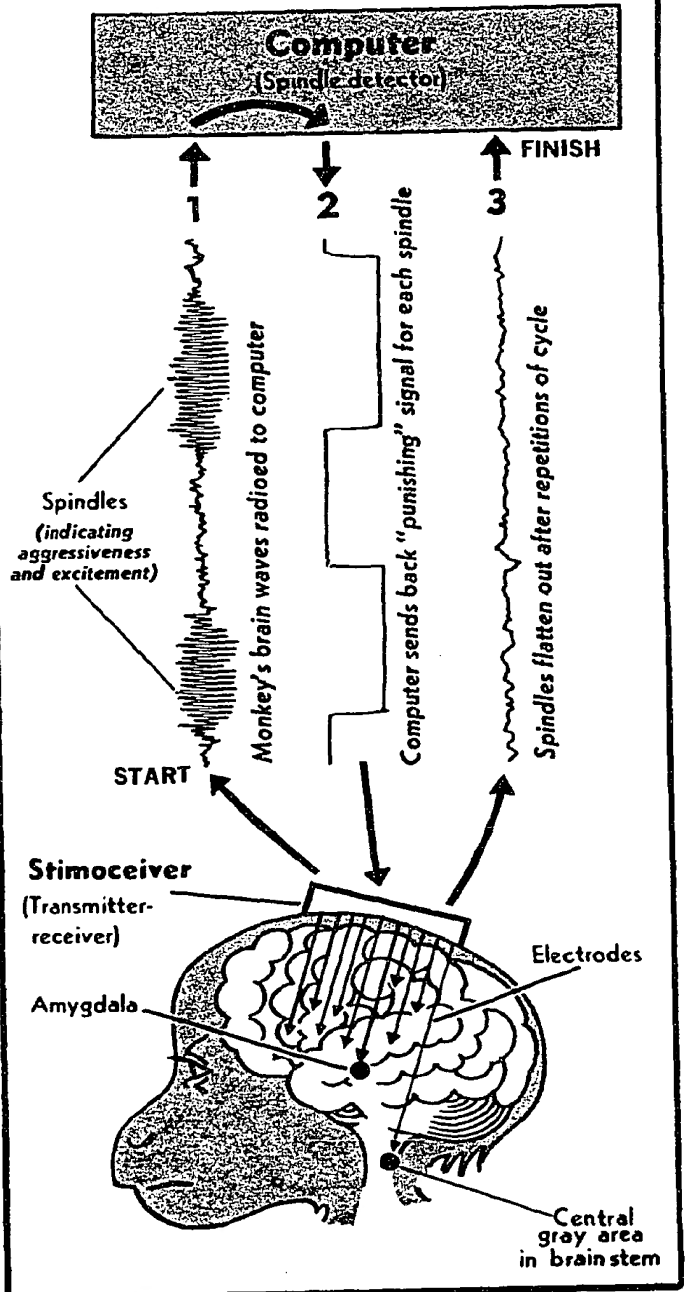 Computer
(Spindle detector)
FINISH
1
2
3
Monkey's brain waves radioed to computer
Computer sends back "punishing" signal for each spindle
Spindles flatten out after repetitions of cycle
Spindles
(indicating
aggressiveness
and excitement)
START
Stimoceiver
(Transmitter-
receiver)
Electrodes
Amygdala
Central
gray area
in brain stem